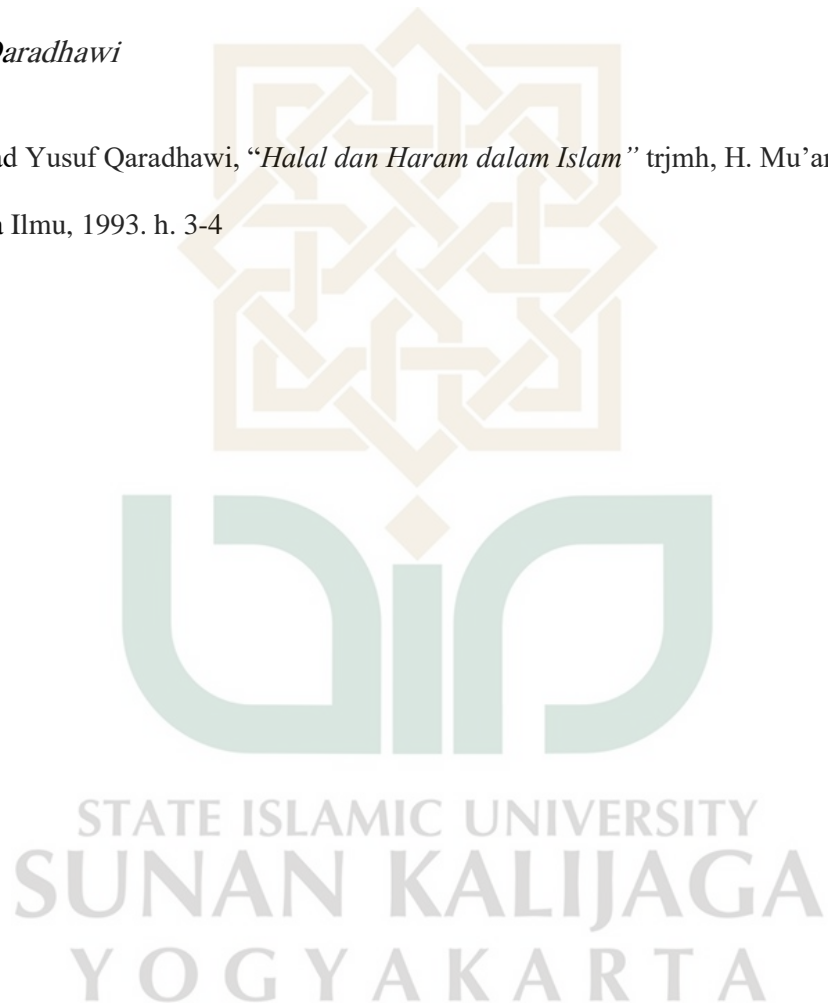 Qaradhawi
ad Yusuf Qaradhawi, “Halal dan Haram dalam Islam” trjmh, H. Mu’am
Ilmu, 1993. h. 3-4
STATE ISLAMIC UNIVERSITY
SUNAN KALIJAGA
YOGYAKARTA